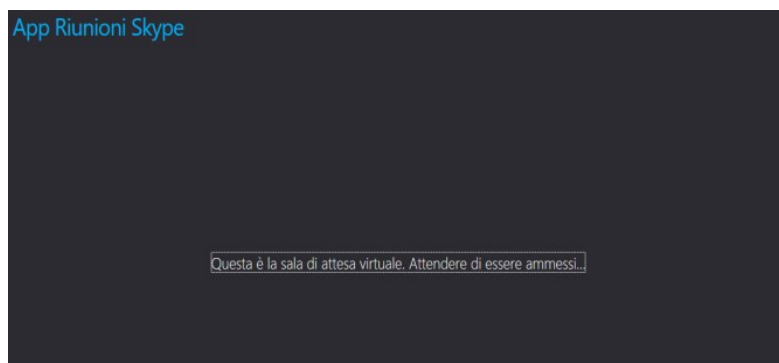 App Riunioni Skype
Questa è la sala di attesa virtuale. Attendere di essere ammessi...